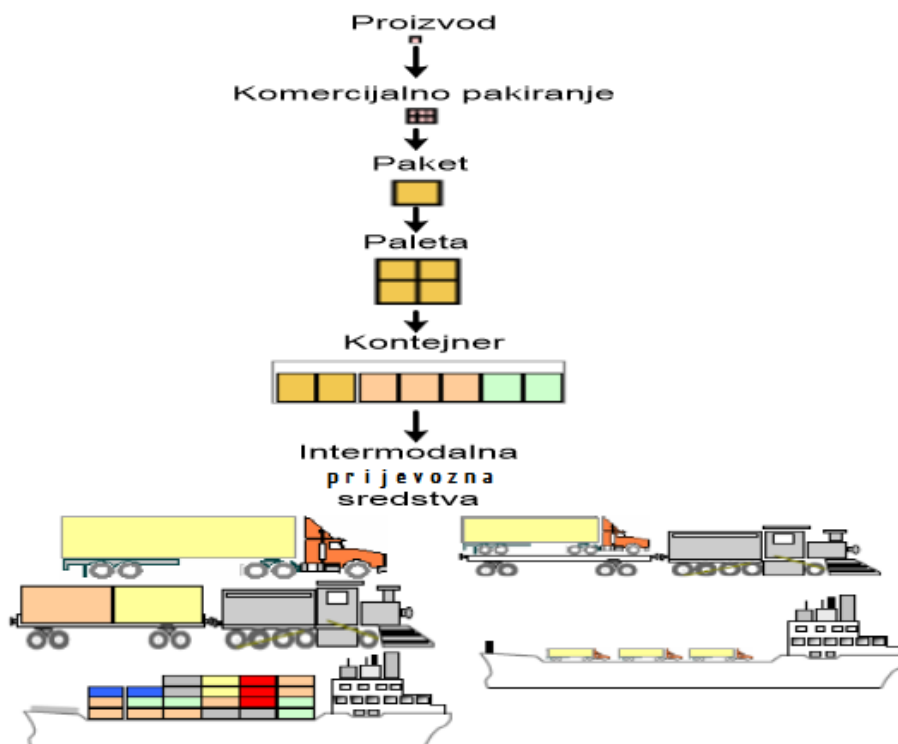 Proizvod
Komercijalno pakiranje
Paket
Paleta
Kontejner
Intermodalna
prijevozna
sredstva